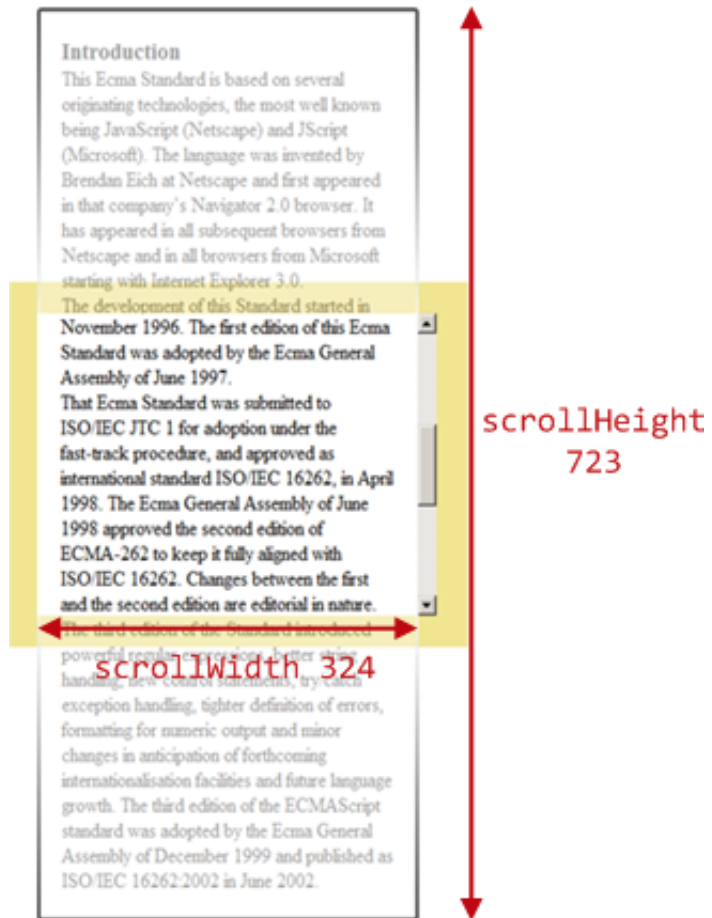 Introduction
This Ecma Standard is based on several
originating technologies, the most well known
being JavaScript (Netscape) and JScript
(Microsoft). The language was invented by
Brendan Eich at Netscape and first appeared
in that company's Navigator 2.0 browser. It
has appeared in all subsequent browsers from
Netscape and in all browsers from Microsoft
starting with Internet Explorer 3.0.
The development of this Standard started in
November 1996. The first edition of this Ecma
Standard was adopted by the Ecma General
Assembly of June 1997.
That Ecma Standard was submitted to
ISO/IEC JTC 1 for adoption under the
fast-track procedure, and approved as
international standard ISO/IEC 16262, in April
1998. The Ecma General Assembly of June
1998 approved the second edition of
ECMA-262 to keep it fully aligned with
ISO/IEC 16262. Changes between the first
and the second edition are editorial in nature.
The third edition of the Standard introduced
powerful regular expressions, better string
handling, new control statements, try/catch
exception handling, tighter definition of errors,
formatting for numeric output and minor
changes in anticipation of forthcoming
internationalisation facilities and future language
growth. The third edition of the ECMAScript
standard was adopted by the Ecma General
Assembly of December 1999 and published as
ISO/IEC 16262:2002 in June 2002.
scrollWidth 324
scrollHeight
723